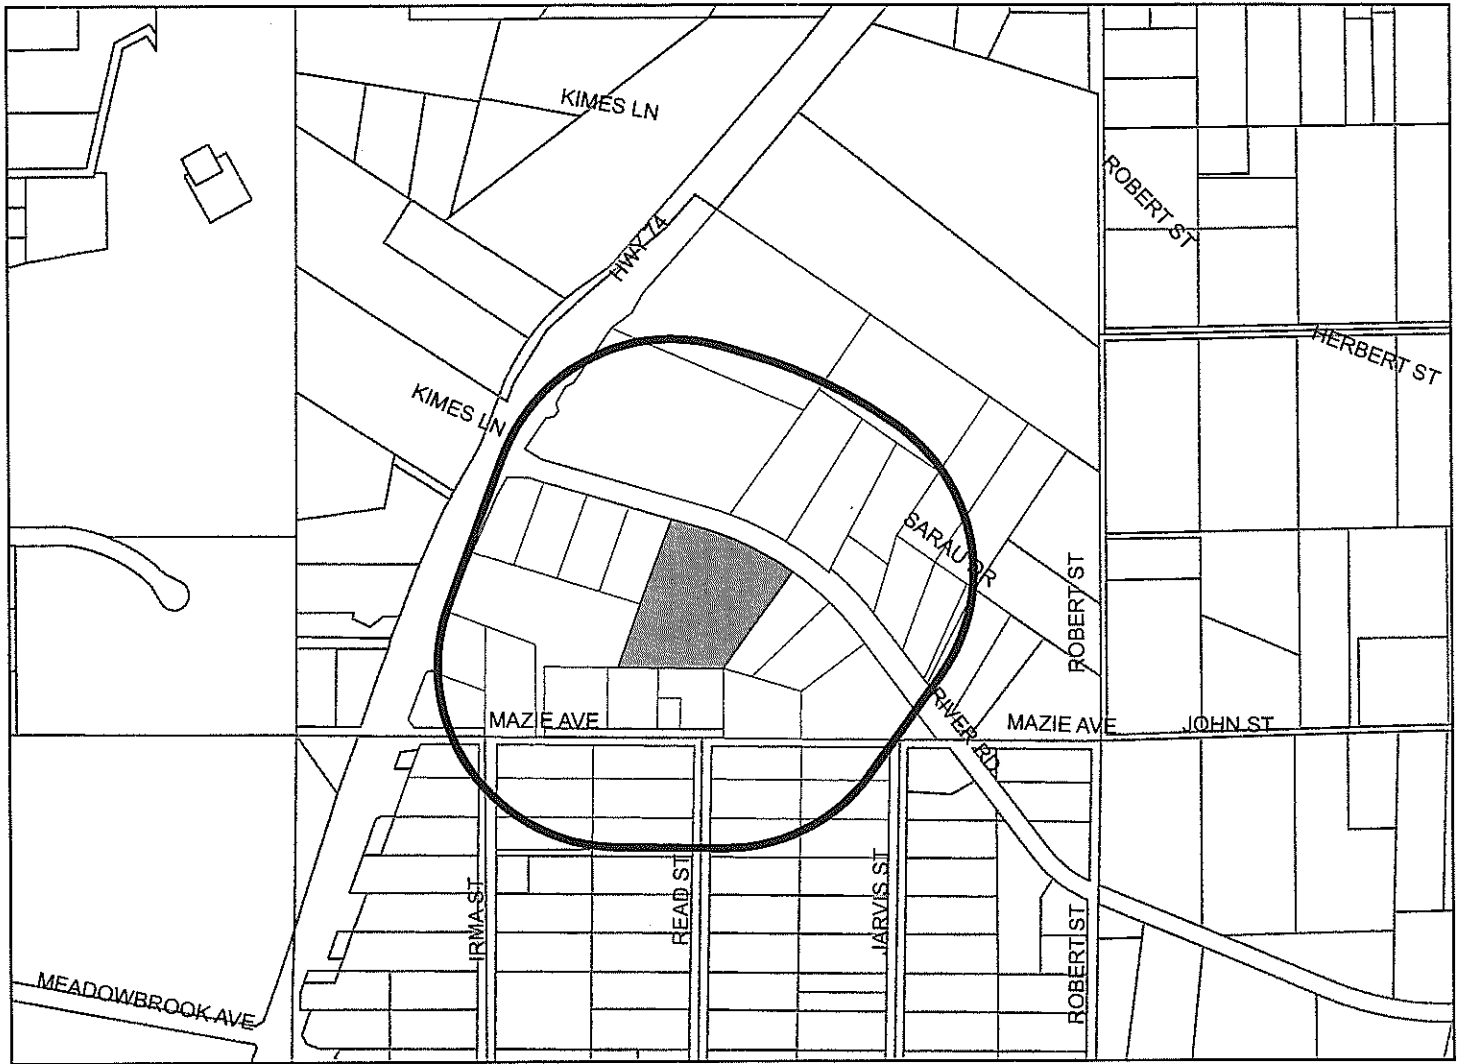 KIMES LN
ROBERT ST
HWY 74
HERBERT ST
KIMES LN
SARAU DR
ROBERT ST
MAZIE AVE
RIVER RD
MAZIE AVE
JOHN ST
IRMA ST
READ ST
JARVIS ST
ROBERT ST
MEADOWBROOK AVE